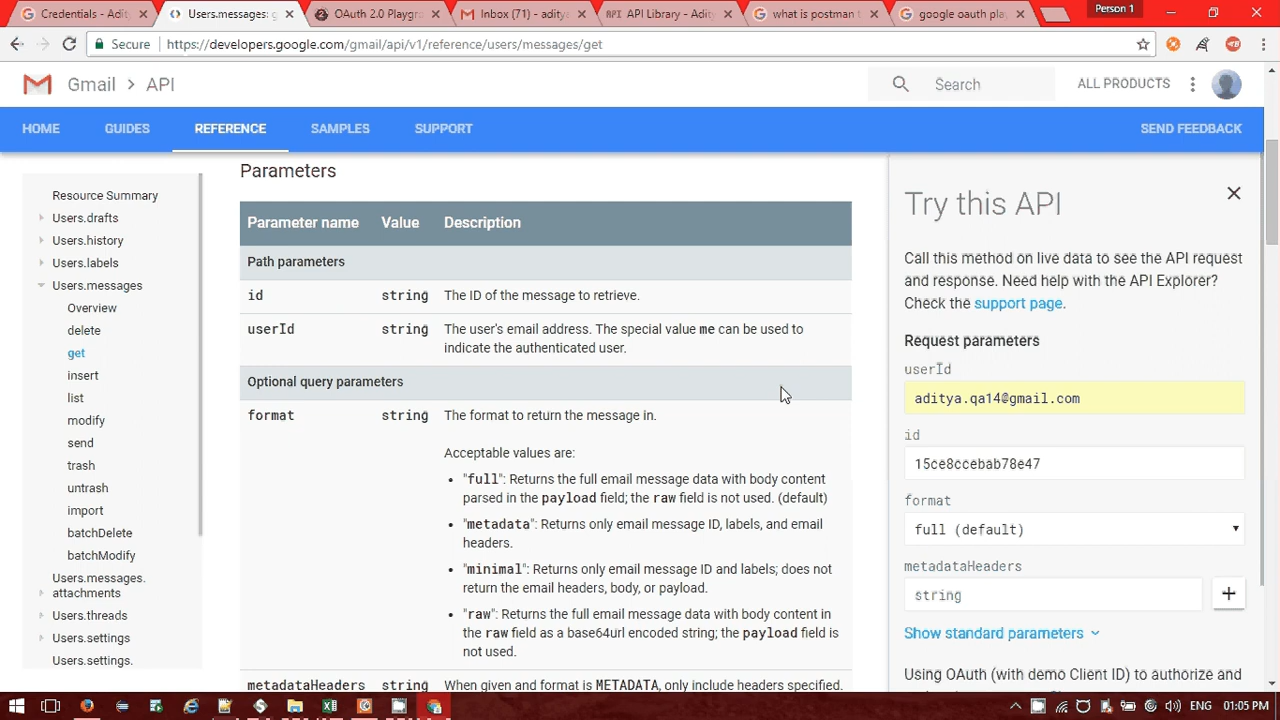 Credentials - Adity
Users.messages: g
OAuth 2.0 Playgra
Inbox (71) - aditya
API Library - Adity
what is postman t
google oauth pla
Person 1
Secure
https://developers.google.com/gmail/api/v1/reference/users/messages/get
Gmail > API
Search
ALL PRODUCTS
HOME
GUIDES
REFERENCE
SAMPLES
SUPPORT
SEND FEEDBACK
Resource Summary
Users.drafts
Users.history
Users.labels
Users.messages
Overview
delete
get
insert
list
modify
send
trash
untrash
import
batchDelete
batchModify
Users.messages.
attachments
Users.threads
Users.settings
Users.settings.
Parameters
Parameter name Value Description
Path parameters
id string The ID of the message to retrieve.
userId string The user's email address. The special value me can be used to
indicate the authenticated user.
Optional query parameters
format string The format to return the message in.
Acceptable values are:
• "full": Returns the full email message data with body content
parsed in the payload field; the raw field is not used. (default)
• "metadata": Returns only email message ID, labels, and email
headers.
• "minimal": Returns only email message ID and labels; does not
return the email headers, body, or payload.
• "raw": Returns the full email message data with body content in
the raw field as a base64url encoded string; the payload field is
not used.
metadataHeaders string When given and format is METADATA, only include headers specified.
Try this API
Call this method on live data to see the API request
and response. Need help with the API Explorer?
Check the support page.
Request parameters
userId
aditya.qa14@gmail.com
id
15ce8ccebab78e47
format
full (default)
metadataHeaders
string
Show standard parameters
Using OAuth (with demo Client ID) to authorize and
ENG 01:05 PM